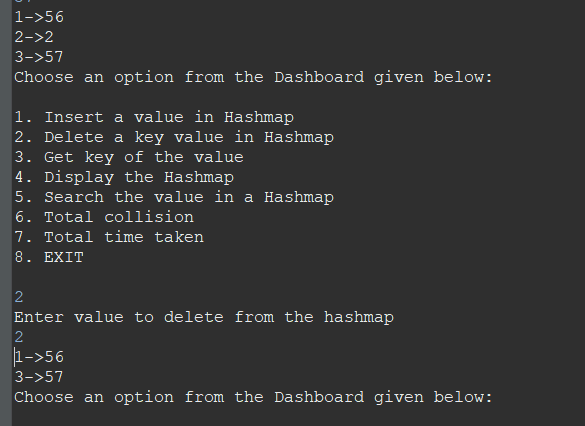 1->56
2->2
3->57
Choose an option from the Dashboard given below:
1. Insert a value in Hashmap
2. Delete a key value in Hashmap
3. Get key of the value
4. Display the Hashmap
5. Search the value in a Hashmap
6. Total collision
7. Total time taken
8. EXIT
2
Enter value to delete from the hashmap
2
1->56
3->57
Choose an option from the Dashboard given below: